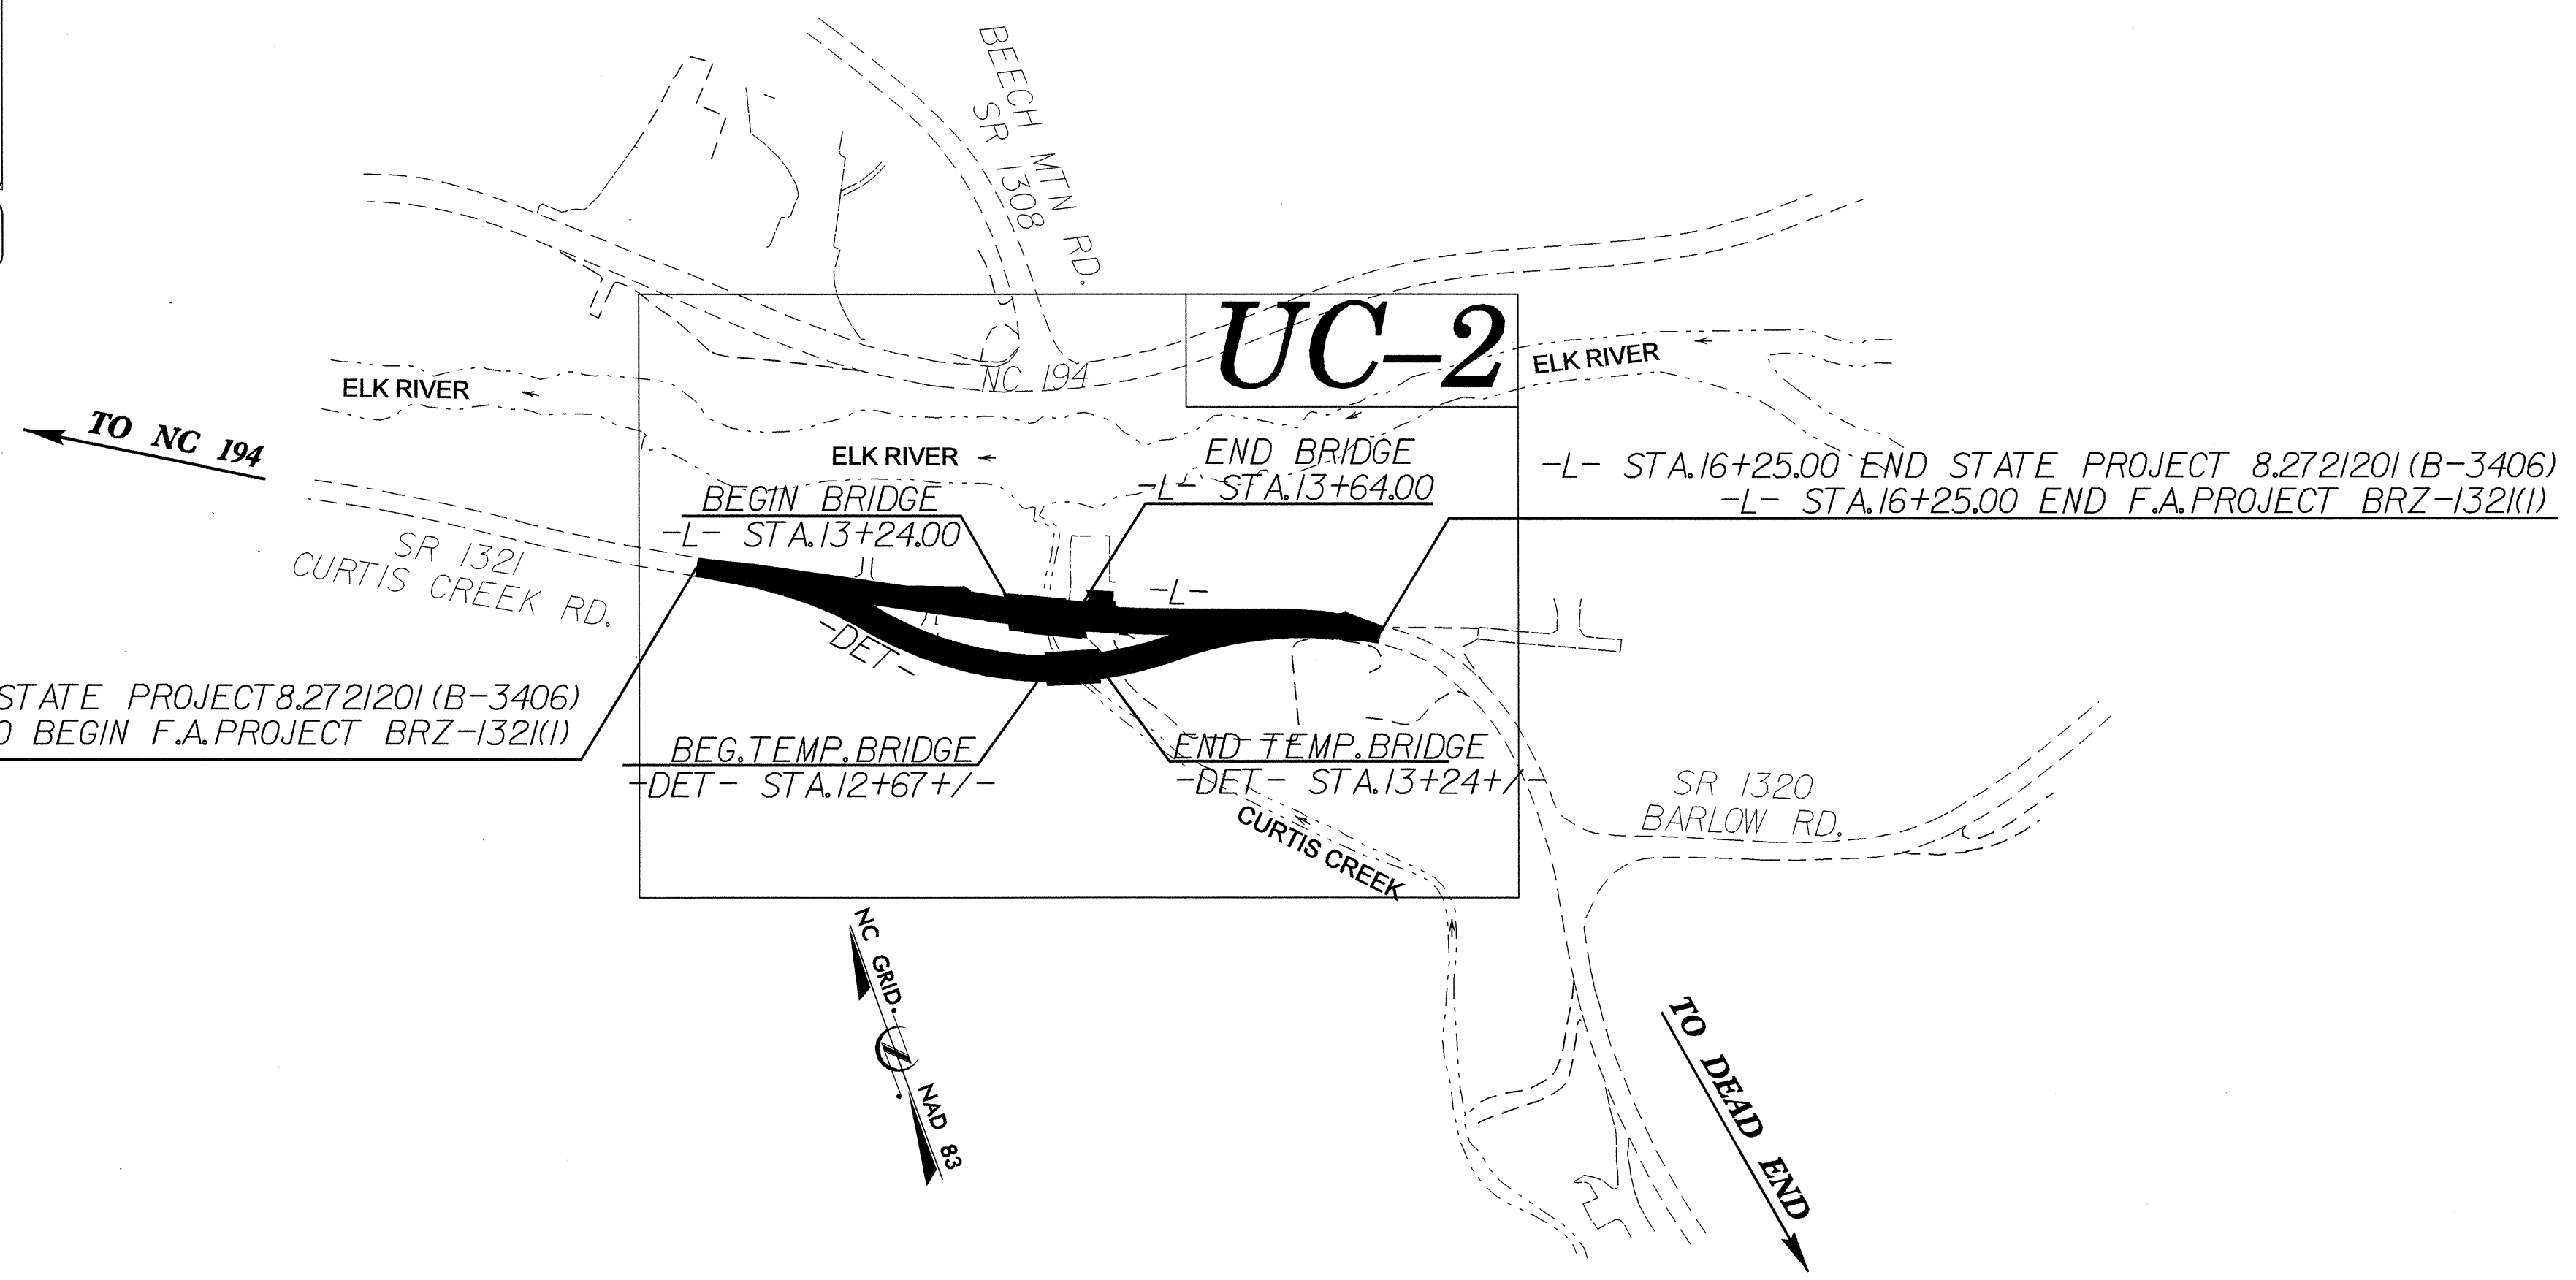 BEECH MTN RD.
SR 1308
UC-2
NC 194
ELK RIVER
ELK RIVER
TO NC 194
ELK RIVER
END BRIDGE
-L- STA.13+64.00
BEGIN BRIDGE
-L- STA.13+24.00
-L- STA.16+25.00 END STATE PROJECT 8.2721201 (B-3406)
-L- STA.16+25.00 END F.A.PROJECT BRZ-1321(1)
SR 1321
CURTIS CREEK RD.
-L-
-DET-
STATE PROJECT 8.2721201 (B-3406)
0 BEGIN F.A.PROJECT BRZ-1321(1)
BEG.TEMP.BRIDGE
-DET- STA.12+67+/-
END TEMP.BRIDGE
-DET- STA.13+24+/-
SR 1320
BARLOW RD.
CURTIS CREEK
NC GRID.
NAD 83
TO DEAD END